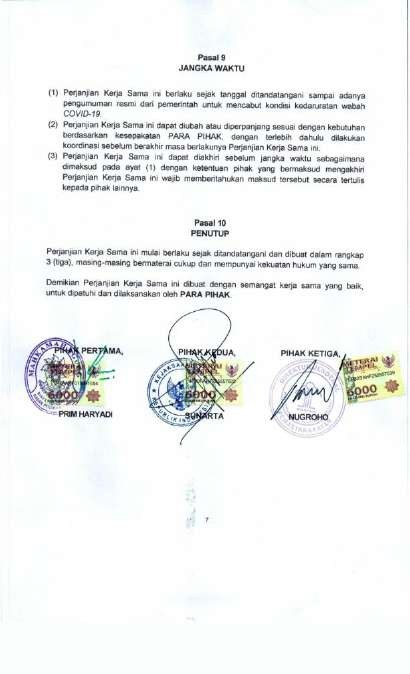 Pasal 9
JANGKA WAKTU
(1) Perjanjian Kerja Sama ini berlaku sejak tanggal ditandatangani sampai adanya
pengumuman resmi dari pemerintah untuk mencabut kondisi kedaruratan wabah
COVID-19.
(2) Perjanjian Kerja Sama ini dapat diubah atau diperpanjang sesuai dengan kebutuhan
berdasarkan kesepakatan PARA PIHAK, dengan terlebih dahulu dilakukan
koordinasi sebelum berakhir masa berlakunya Perjanjian Kerja Sama ini.
(3) Perjanjian Kerja Sama ini dapat diakhiri sebelum jangka waktu sebagaimana
dimaksud pada ayat (1) dengan ketentuan pihak yang bermaksud mengakhiri
Perjanjian Kerja Sama ini wajib memberitahukan maksud tersebut secara tertulis
kepada pihak lainnya.
Pasal 10
PENUTUP
Perjanjian Kerja Sama ini mulai berlaku sejak ditandatangani dan dibuat dalam rangkap
3 (tiga), masing-masing bermaterai cukup dan mempunyai kekuatan hukum yang sama.
Demikian Perjanjian Kerja Sama ini dibuat dengan semangat kerja sama yang baik,
untuk dipatuhi dan dilaksanakan oleh PARA PIHAK.
PIHAK PERTAMA, PIHAK KEDUA, PIHAK KETIGA,
MAHKAMAH KEJAKSAAN METERAI TEMPEL
REPUBLIK INDONESIA
6000 6000 6000
PRIM HARYADI SUNARTA NUGROHO
7